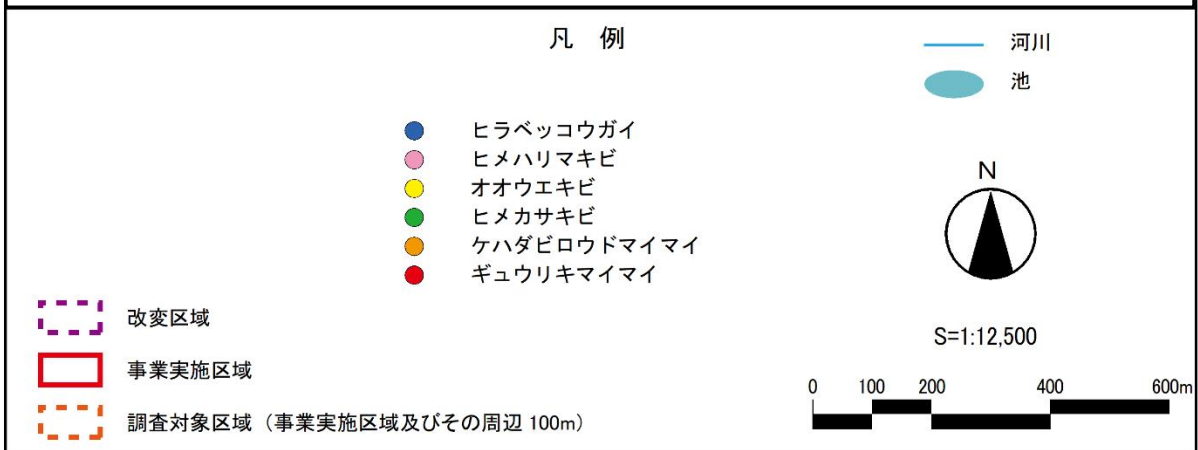 凡 例
河川
池
ヒラベッコウガイ
ヒメハリマキビ
オオウエキビ
ヒメカサキビ
ケハダビロウドマイマイ
ギュウリキマイマイ
N
S=1:12,500
0 100 200 400 600m
改変区域
事業実施区域
調査対象区域（事業実施区域及びその周辺 100m）